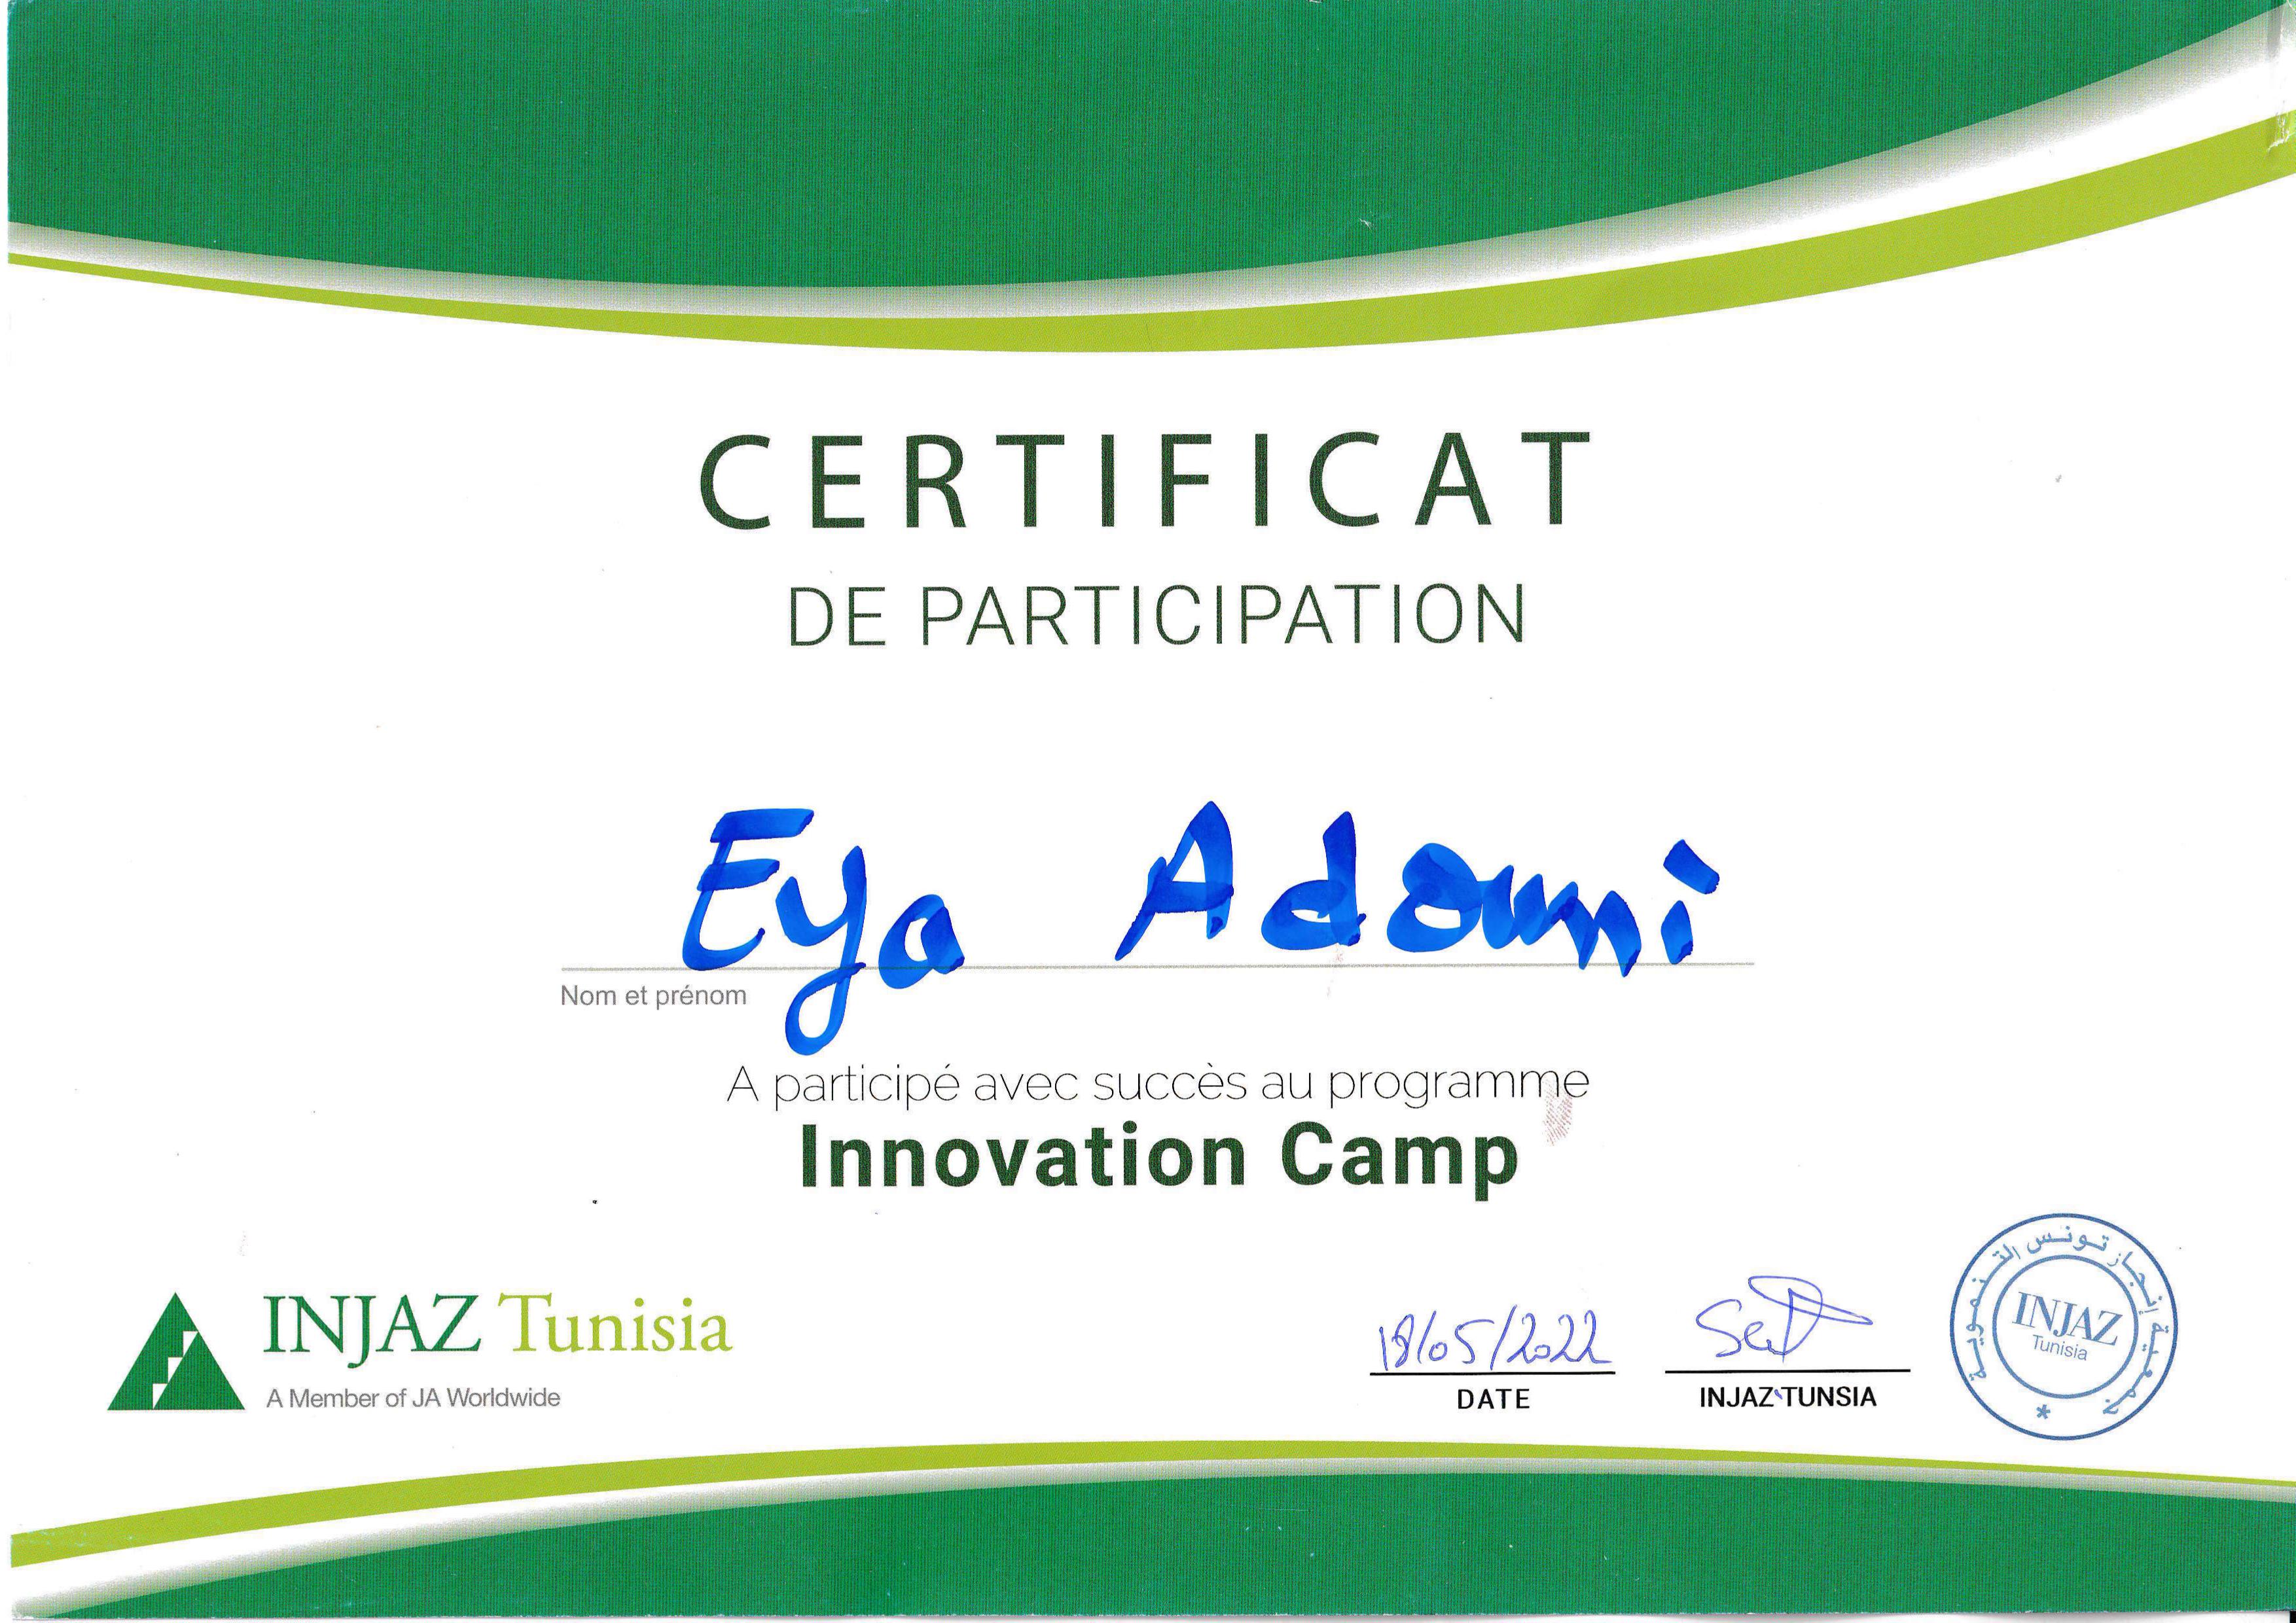 CERTIFICAT
DE PARTICIPATION
Eya Adouni
Nom et prénom
A participé avec succès au programme
Innovation Camp
INJAZ Tunisia
A Member of JA Worldwide
18/05/2022
DATE
INJAZ TUNSIA
جمعية إنجاز تونس التنموية
INJAZ
Tunisia
*